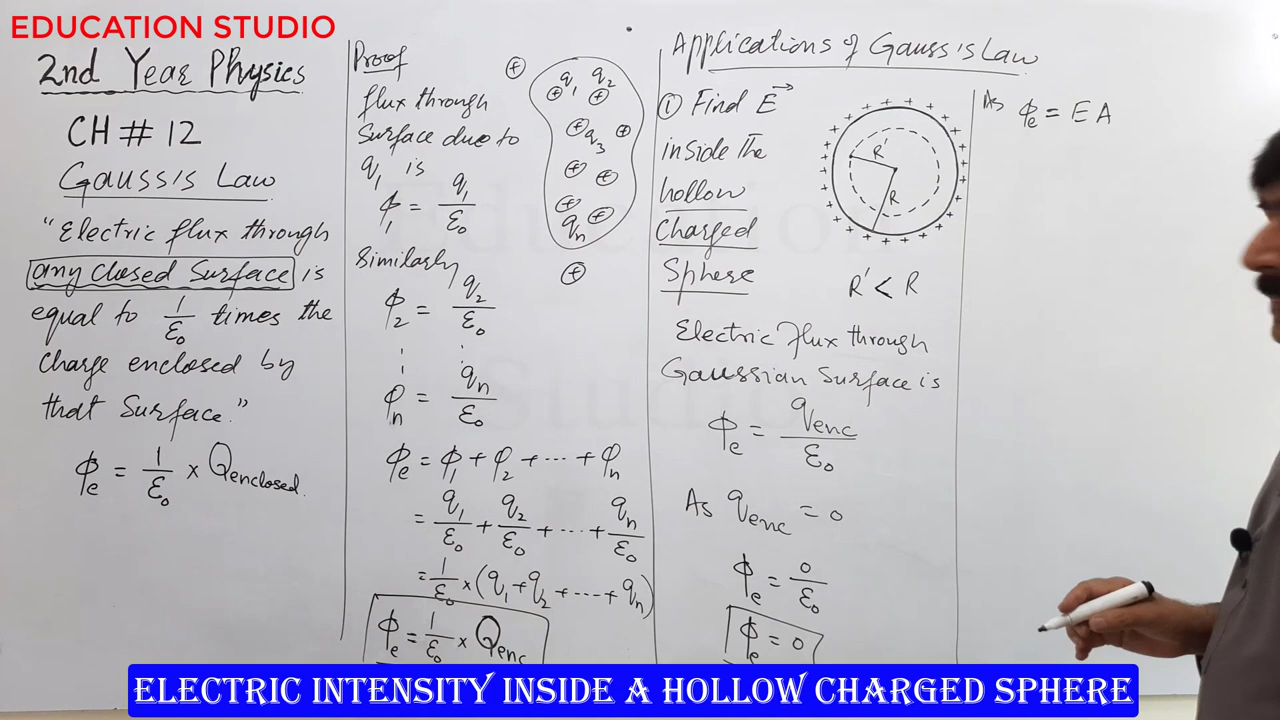 EDUCATION STUDIO
2nd Year Physics
CH # 12
Gauss's Law
"Electric flux through
any closed Surface is
equal to 1/ε₀ times the
Charge enclosed by
that Surface."
ϕe = 1/ε₀ × Qenclosed.
Proof
flux through
Surface due to
q₁ is
ϕ₁ = q₁/ε₀
Similarly
ϕ₂ = q₂/ε₀
⋮ ⋮
ϕn = qn/ε₀
ϕe = ϕ₁ + ϕ₂ + ... + ϕn
= q₁/ε₀ + q₂/ε₀ + ... + qn/ε₀
= 1/ε₀ × (q₁ + q₂ + ... + qn)
ϕe = 1/ε₀ × Qenc
+
q₁ q₂
+ +
+ q₃ +
+ +
+ +
qn
+
Applications of Gauss's Law
① Find E→
inside the
hollow
Charged
Sphere
R'
R
R' < R
Electric flux through
Gaussian Surface is
ϕe = qenc/ε₀
As qenc = 0
ϕe = 0/ε₀
ϕe = 0
As ϕe = E A
Education
Studio
ELECTRIC INTENSITY INSIDE A HOLLOW CHARGED SPHERE